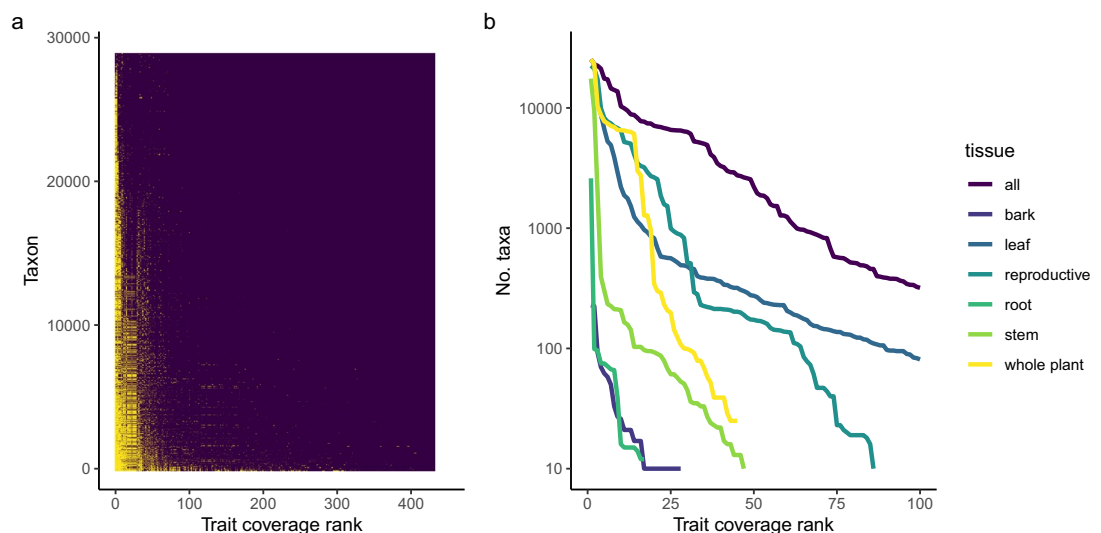 a
30000
20000
10000
0
Taxon
0
100
200
300
400
Trait coverage rank
b
10000
1000
100
10
No. taxa
0
25
50
75
100
Trait coverage rank
tissue
all
bark
leaf
reproductive
root
stem
whole plant